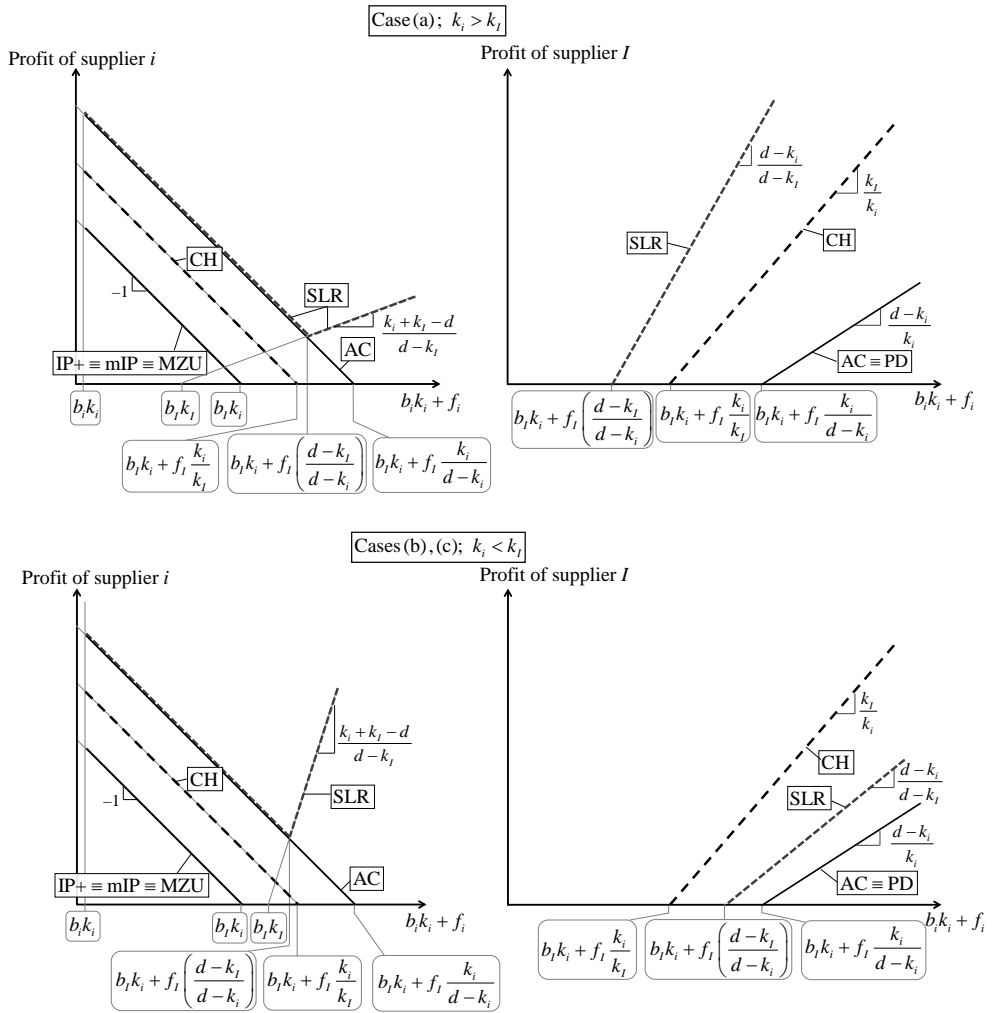 Case (a); k_i > k_I
Profit of supplier i
Profit of supplier I
SLR
(d − k_i)/(d − k_I)
k_I/k_i
CH
CH
−1
SLR
(k_i + k_I − d)/(d − k_I)
(d − k_i)/k_i
IP+ ≡ mIP ≡ MZU
AC
AC ≡ PD
b_i k_i
b_I k_I
b_I k_i
b_i k_i + f_i
b_i k_i + f_i
b_I k_i + f_I k_i/k_I
b_I k_i + f_I ((d − k_I)/(d − k_i))
b_I k_i + f_I k_i/(d − k_i)
b_I k_i + f_I ((d − k_I)/(d − k_i))
b_I k_i + f_I k_i/k_I
b_I k_i + f_I k_i/(d − k_i)
Cases (b), (c); k_i < k_I
Profit of supplier i
Profit of supplier I
(k_i + k_I − d)/(d − k_I)
k_I/k_i
CH
CH
−1
SLR
SLR
(d − k_i)/(d − k_I)
(d − k_i)/k_i
IP+ ≡ mIP ≡ MZU
AC
AC ≡ PD
b_i k_i
b_I k_i
b_I k_I
b_i k_i + f_i
b_i k_i + f_i
b_I k_i + f_I ((d − k_I)/(d − k_i))
b_I k_i + f_I k_i/k_I
b_I k_i + f_I k_i/(d − k_i)
b_I k_i + f_I k_i/k_I
b_I k_i + f_I ((d − k_I)/(d − k_i))
b_I k_i + f_I k_i/(d − k_i)